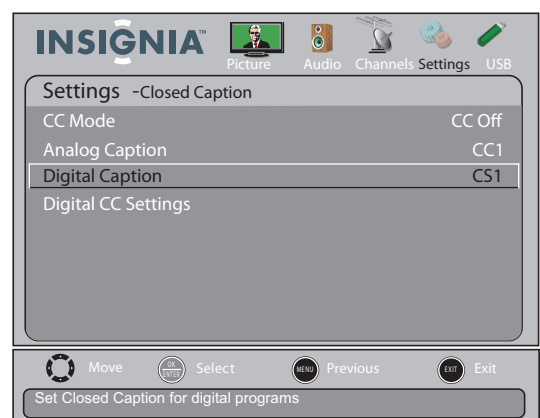 INSIGNIA™
Picture Audio Channels Settings USB
Settings -Closed Caption
CC Mode CC Off
Analog Caption CC1
Digital Caption CS1
Digital CC Settings
Move OK ENTER Select MENU Previous EXIT Exit
Set Closed Caption for digital programs